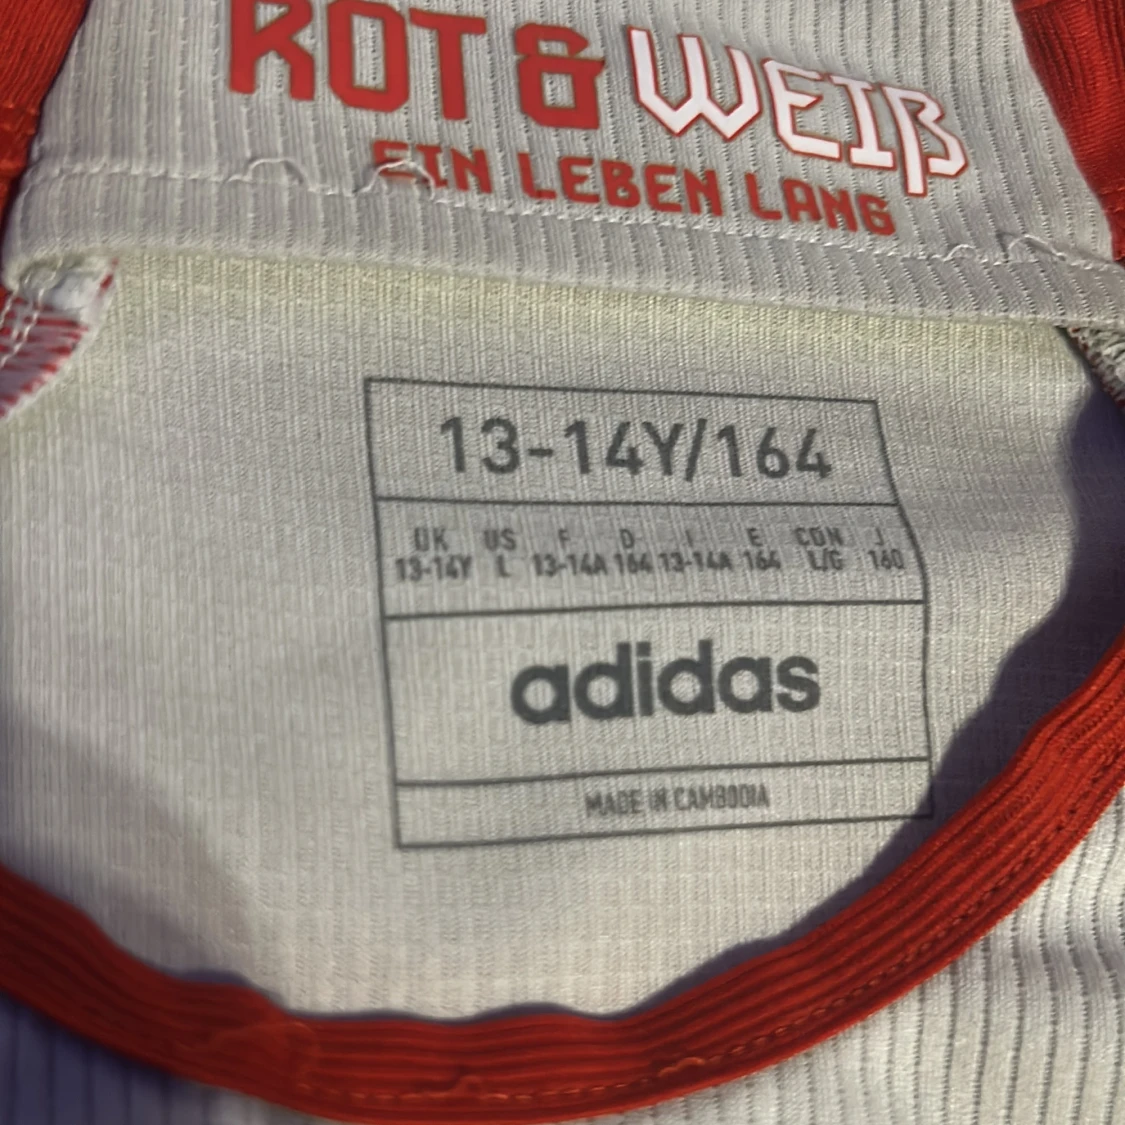 ROT & WEIß
EIN LEBEN LANG
13-14Y/164
UK US F D I E CON J
13-14Y L 13-14A 164 13-14A 164 L/G 160
adidas
MADE IN CAMBODIA